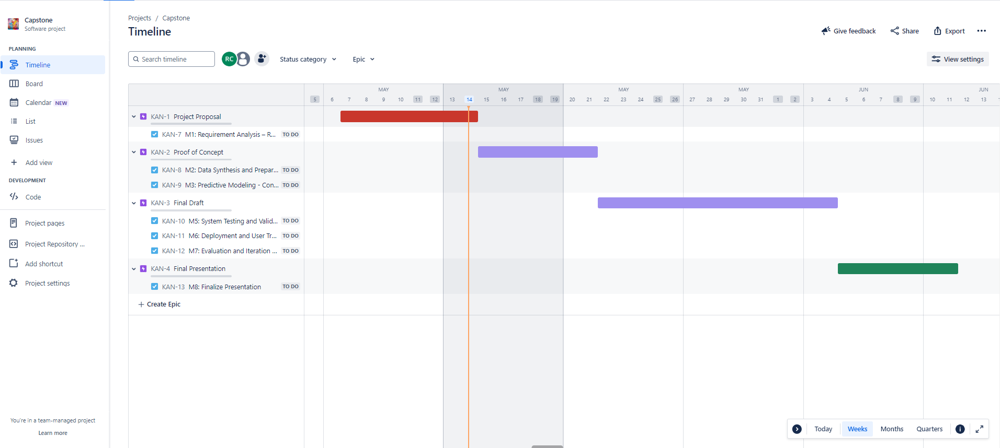 Capstone
Software project
PLANNING
Timeline
Board
Calendar NEW
List
Issues
Add view
DEVELOPMENT
Code
Project pages
Project Repository ...
Add shortcut
Project settings
You're in a team-managed project
Learn more
Projects / Capstone
Timeline
Give feedback Share Export
Search timeline RC Status category Epic View settings
MAY MAY MAY MAY JUN JUN
5 6 7 8 9 10 11 12 13 14 15 16 17 18 19 20 21 22 23 24 25 26 27 28 29 30 31 1 2 3 4 5 6 7 8 9 10 11 12 13
KAN-1 Project Proposal
KAN-7 M1: Requirement Analysis – R... TO DO
KAN-2 Proof of Concept
KAN-8 M2: Data Synthesis and Prepar... TO DO
KAN-9 M3: Predictive Modeling - Con... TO DO
KAN-3 Final Draft
KAN-10 M5: System Testing and Valid... TO DO
KAN-11 M6: Deployment and User Tr... TO DO
KAN-12 M7: Evaluation and Iteration ... TO DO
KAN-4 Final Presentation
KAN-13 M8: Finalize Presentation TO DO
+ Create Epic
Today Weeks Months Quarters